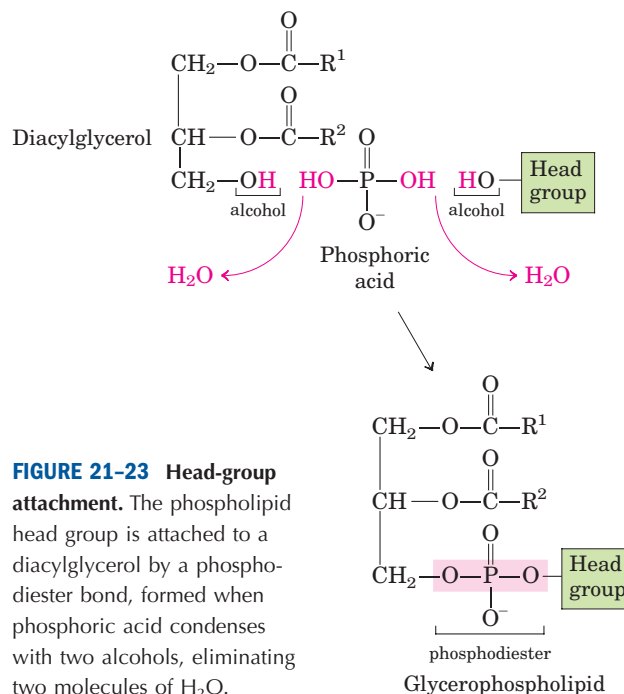 O
CH₂—O—C—R¹
O
Diacylglycerol CH—O—C—R² O
CH₂—OH HO—P—OH HO—Head group
alcohol O⁻ alcohol
H₂O Phosphoric H₂O
acid
O
CH₂—O—C—R¹
O
CH—O—C—R²
O
CH₂—O—P—O—Head group
O⁻
phosphodiester
Glycerophospholipid
FIGURE 21–23 Head-group
attachment. The phospholipid
head group is attached to a
diacylglycerol by a phospho-
diester bond, formed when
phosphoric acid condenses
with two alcohols, eliminating
two molecules of H₂O.